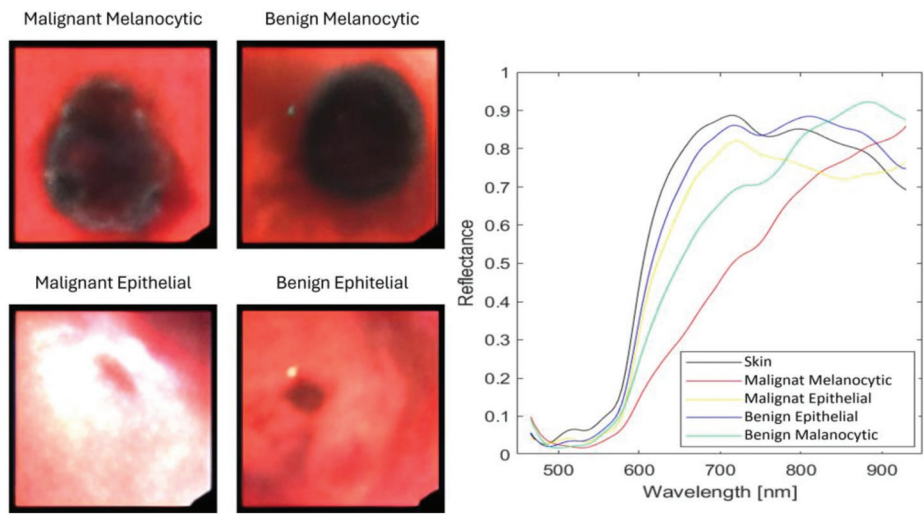 Malignant Melanocytic
Benign Melanocytic
Malignant Epithelial
Benign Ephitelial
Reflectance
1
0.9
0.8
0.7
0.6
0.5
0.4
0.3
0.2
0.1
0
500 600 700 800 900
Wavelength [nm]
Skin
Malignat Melanocytic
Malignat Epithelial
Benign Epithelial
Benign Malanocytic